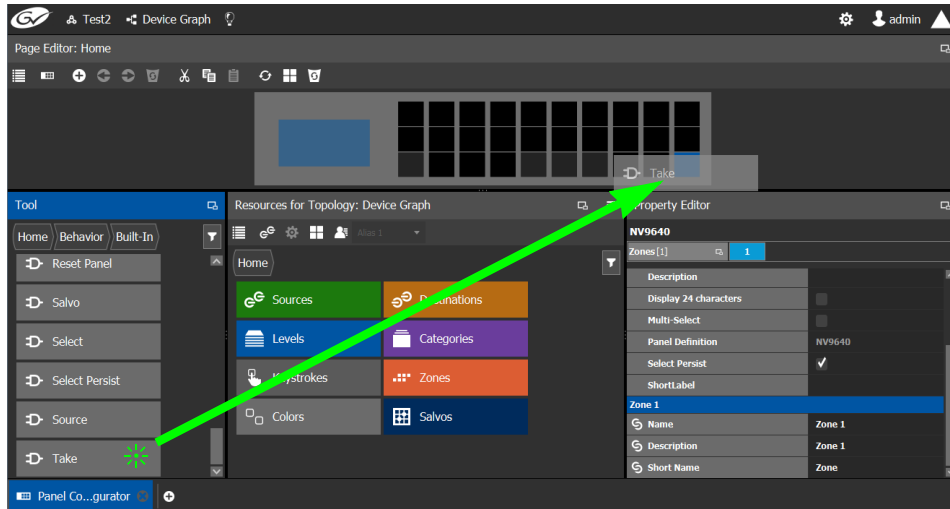 GV Test2 Device Graph admin
Page Editor: Home
Take
Tool
Home Behavior Built-In
Reset Panel
Salvo
Select
Select Persist
Source
Take
Resources for Topology: Device Graph
Alias 1
Home
Sources
Destinations
Levels
Categories
Keystrokes
Zones
Colors
Salvos
Property Editor
NV9640
Zones[1] 1
Description
Display 24 characters
Multi-Select
Panel Definition NV9640
Select Persist
ShortLabel
Zone 1
Name Zone 1
Description Zone 1
Short Name Zone
Panel Co...gurator